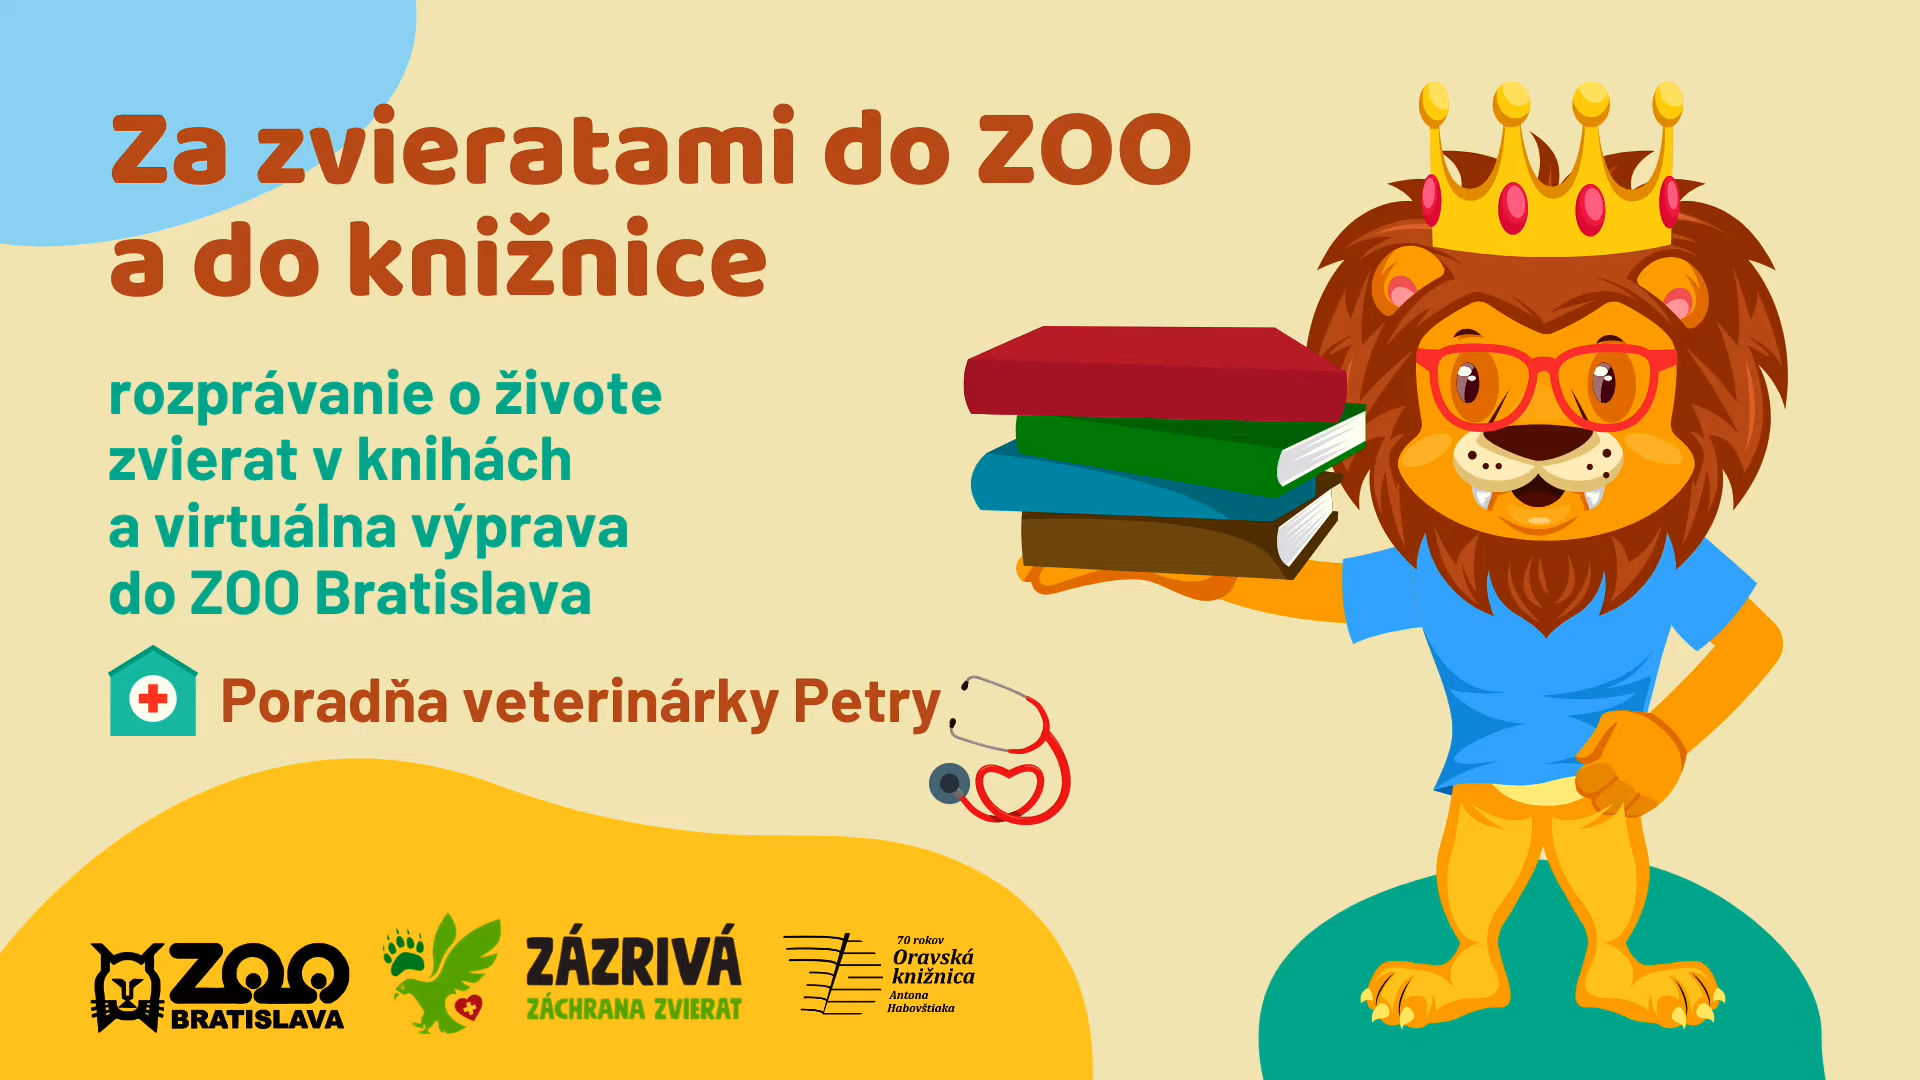 Za zvieratami do ZOO
a do knižnice
rozprávanie o živote
zvierat v knihách
a virtuálna výprava
do ZOO Bratislava
Poradňa veterinárky Petry
ZOO
BRATISLAVA
ZÁZRIVÁ
ZÁCHRANA ZVIERAT
70 rokov
Oravská
knižnica
Antona
Habovštiaka